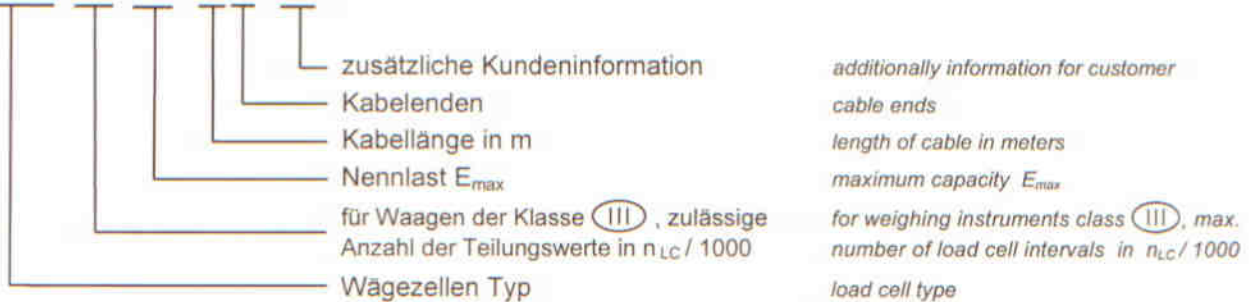 zusätzliche Kundeninformation additionally information for customer
Kabelenden cable ends
Kabellänge in m length of cable in meters
Nennlast Emax maximum capacity Emax
für Waagen der Klasse III , zulässige for weighing instruments class III, max.
Anzahl der Teilungswerte in nLC / 1000 number of load cell intervals in nLC / 1000
Wägezellen Typ load cell type